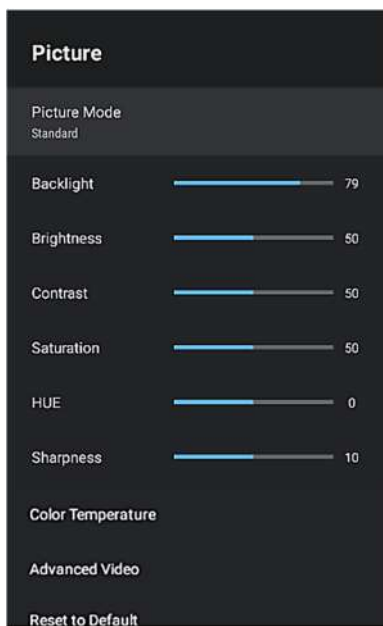 Picture
Picture Mode
Standard
Backlight 79
Brightness 50
Contrast 50
Saturation 50
HUE 0
Sharpness 10
Color Temperature
Advanced Video
Reset to Default